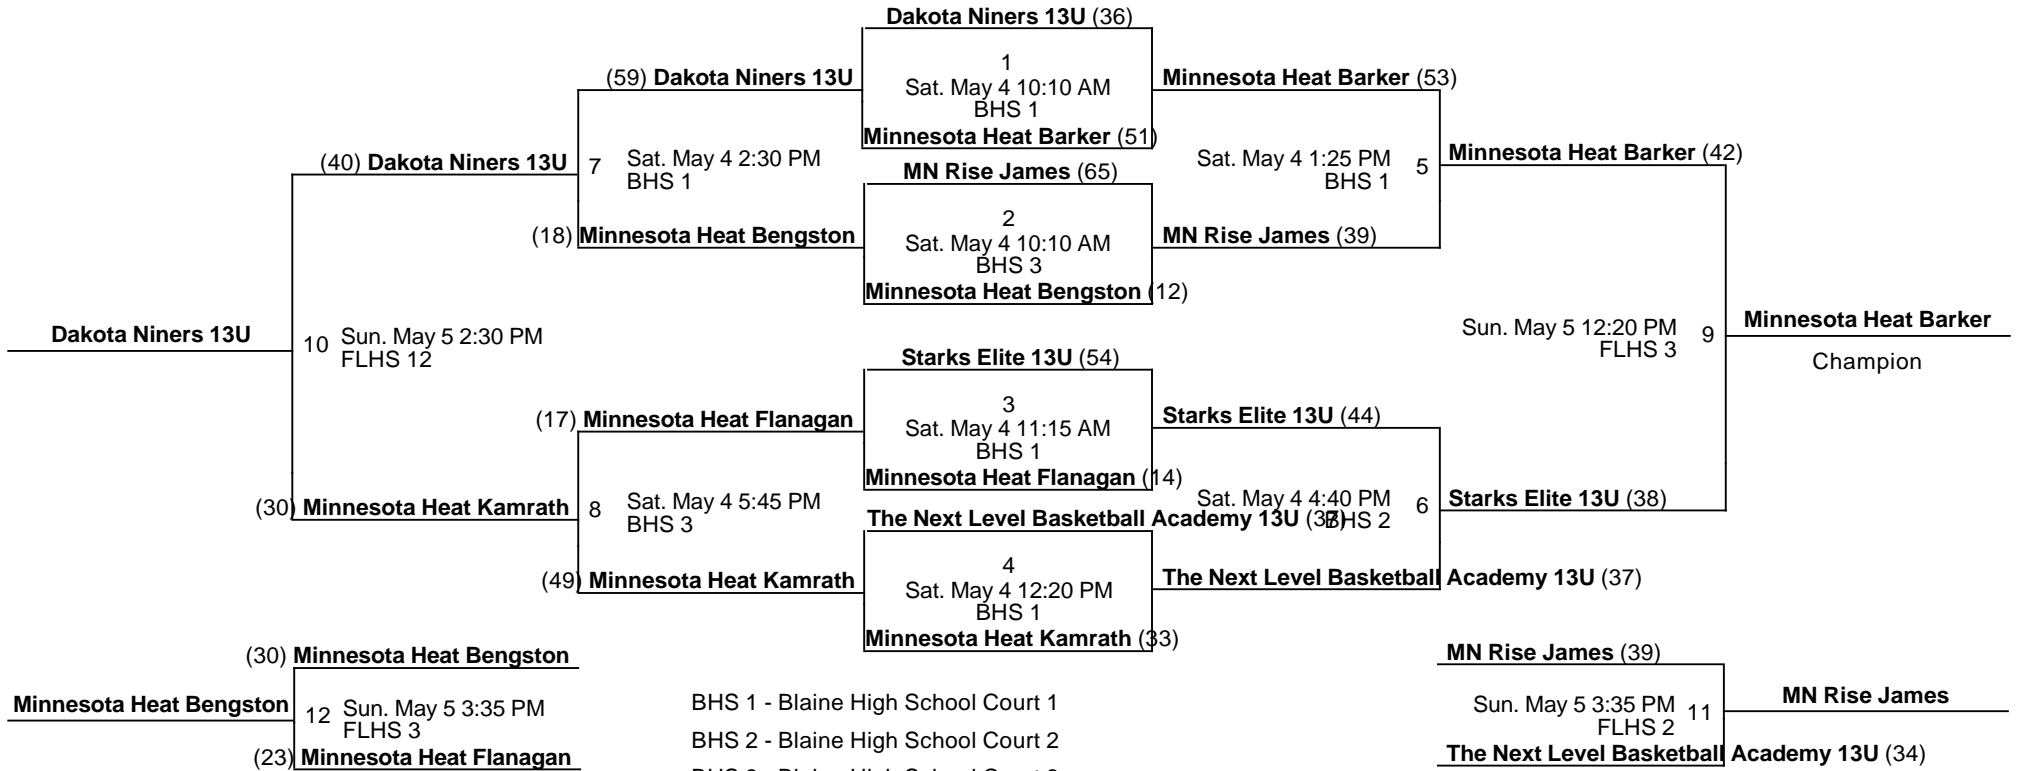 Dakota Niners 13U (36)
1
Sat. May 4 10:10 AM
BHS 1
Minnesota Heat Barker (51)
(59) Dakota Niners 13U
Minnesota Heat Barker (53)
(40) Dakota Niners 13U
7 Sat. May 4 2:30 PM
BHS 1
Sat. May 4 1:25 PM 5
BHS 1
Minnesota Heat Barker (42)
MN Rise James (65)
2
Sat. May 4 10:10 AM
BHS 3
Minnesota Heat Bengston (12)
(18) Minnesota Heat Bengston
MN Rise James (39)
Dakota Niners 13U
10 Sun. May 5 2:30 PM
FLHS 12
Sun. May 5 12:20 PM 9
FLHS 3
Minnesota Heat Barker
Champion
Starks Elite 13U (54)
3
Sat. May 4 11:15 AM
BHS 1
Minnesota Heat Flanagan (14)
(17) Minnesota Heat Flanagan
Starks Elite 13U (44)
(30) Minnesota Heat Kamrath
8 Sat. May 4 5:45 PM
BHS 3
Sat. May 4 4:40 PM 6
BHS 2
Starks Elite 13U (38)
The Next Level Basketball Academy 13U (37)
4
Sat. May 4 12:20 PM
BHS 1
Minnesota Heat Kamrath (33)
(49) Minnesota Heat Kamrath
The Next Level Basketball Academy 13U (37)
(30) Minnesota Heat Bengston
Minnesota Heat Bengston
12 Sun. May 5 3:35 PM
FLHS 3
(23) Minnesota Heat Flanagan
BHS 1 - Blaine High School Court 1
BHS 2 - Blaine High School Court 2
MN Rise James (39)
Sun. May 5 3:35 PM 11
FLHS 2
MN Rise James
The Next Level Basketball Academy 13U (34)